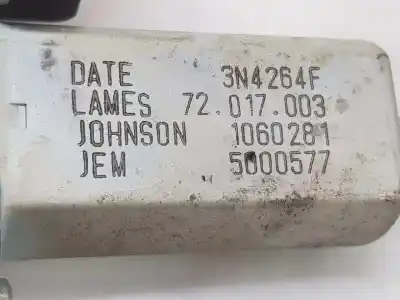 DATE 3N4264F
LAMES 72.017.003
JOHNSON 1060281
JEM 5000577